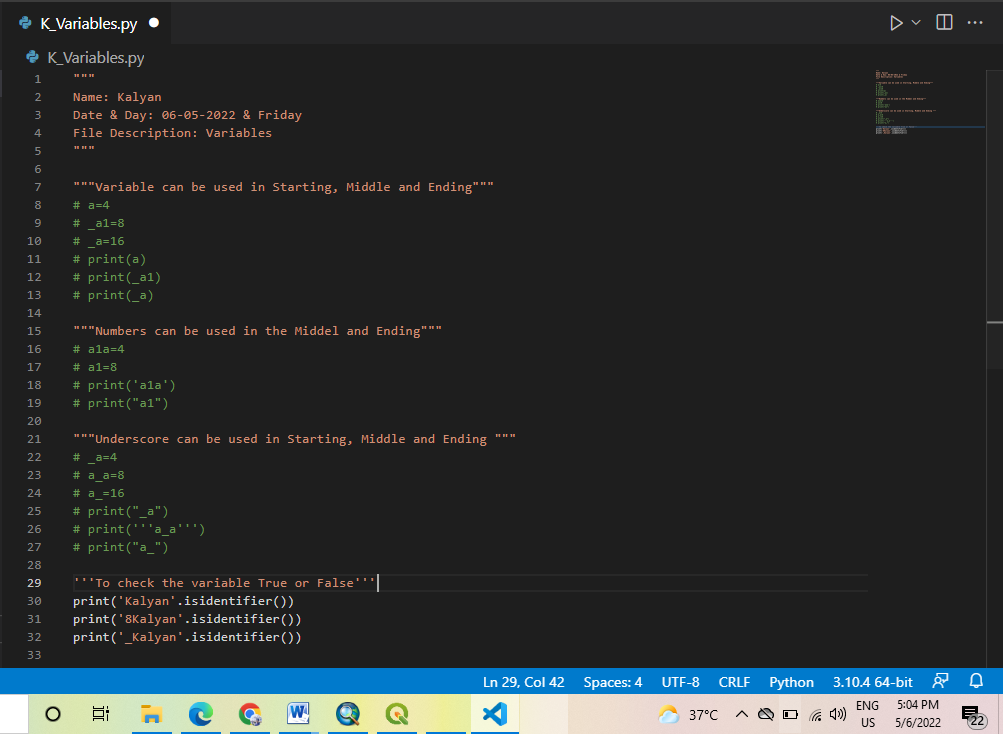 K_Variables.py
K_Variables.py
1 """
2 Name: Kalyan
3 Date & Day: 06-05-2022 & Friday
4 File Description: Variables
5 """
6
7 """Variable can be used in Starting, Middle and Ending"""
8 # a=4
9 # _a1=8
10 # _a=16
11 # print(a)
12 # print(_a1)
13 # print(_a)
14
15 """Numbers can be used in the Middel and Ending"""
16 # a1a=4
17 # a1=8
18 # print('a1a')
19 # print("a1")
20
21 """Underscore can be used in Starting, Middle and Ending """
22 # _a=4
23 # a_a=8
24 # a_=16
25 # print("_a")
26 # print('''a_a''')
27 # print("a_")
28
29 '''To check the variable True or False'''
30 print('Kalyan'.isidentifier())
31 print('8Kalyan'.isidentifier())
32 print('_Kalyan'.isidentifier())
33
Ln 29, Col 42 Spaces: 4 UTF-8 CRLF Python 3.10.4 64-bit
37°C ENG US 5:04 PM 5/6/2022 22